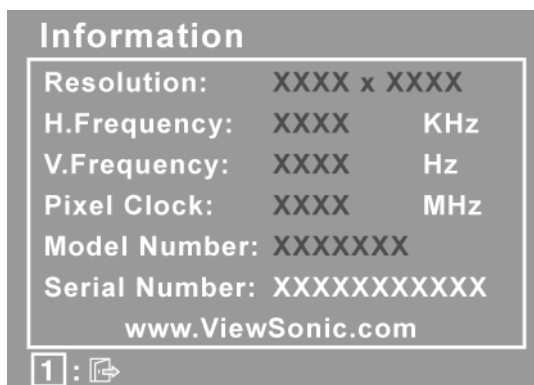 Information
Resolution: XXXX x XXXX
H.Frequency: XXXX KHz
V.Frequency: XXXX Hz
Pixel Clock: XXXX MHz
Model Number: XXXXXXX
Serial Number: XXXXXXXXXXX
www.ViewSonic.com
1 :